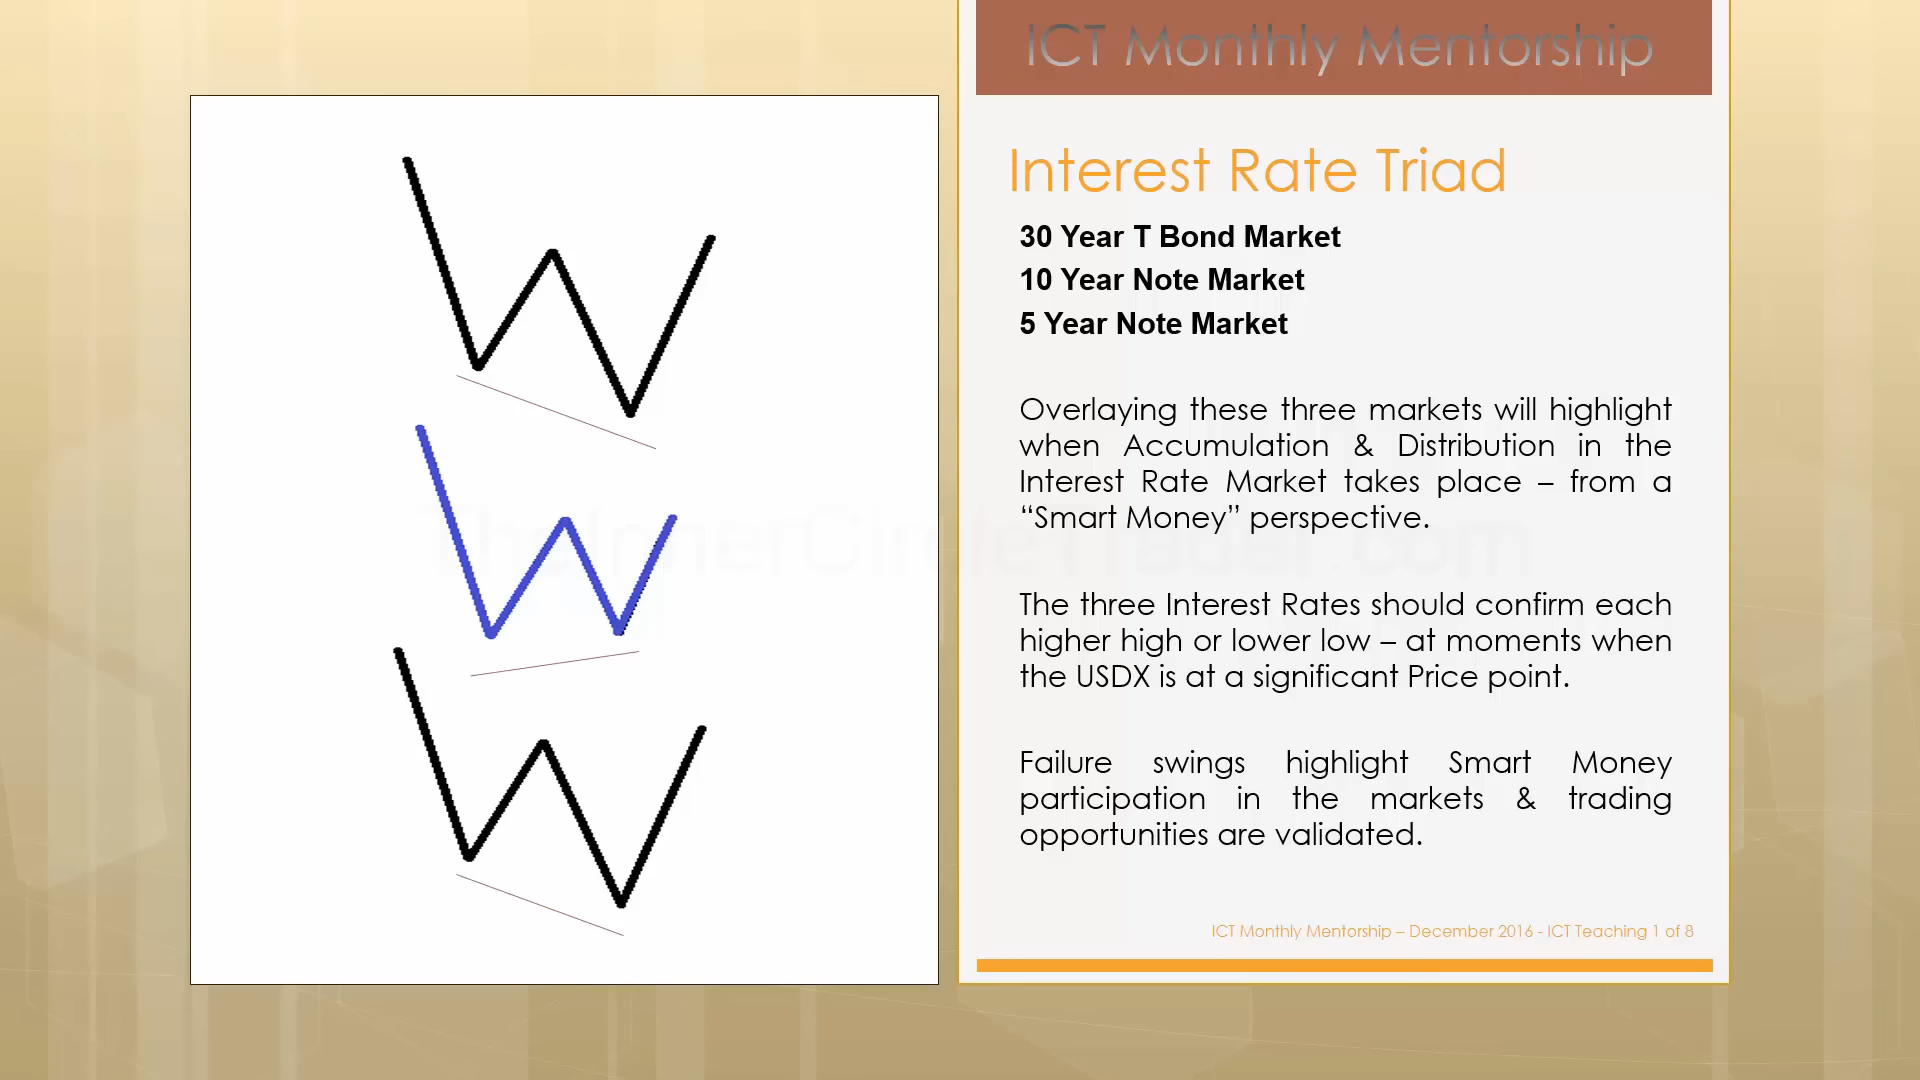 ICT Monthly Mentorship
Interest Rate Triad
30 Year T Bond Market
10 Year Note Market
5 Year Note Market
Overlaying these three markets will highlight
when Accumulation & Distribution in the
Interest Rate Market takes place – from a
“Smart Money” perspective.
TheInnerCircleTrader.com
The three Interest Rates should confirm each
higher high or lower low – at moments when
the USDX is at a significant Price point.
Failure swings highlight Smart Money
participation in the markets & trading
opportunities are validated.
ICT Monthly Mentorship – December 2016 - ICT Teaching 1 of 8